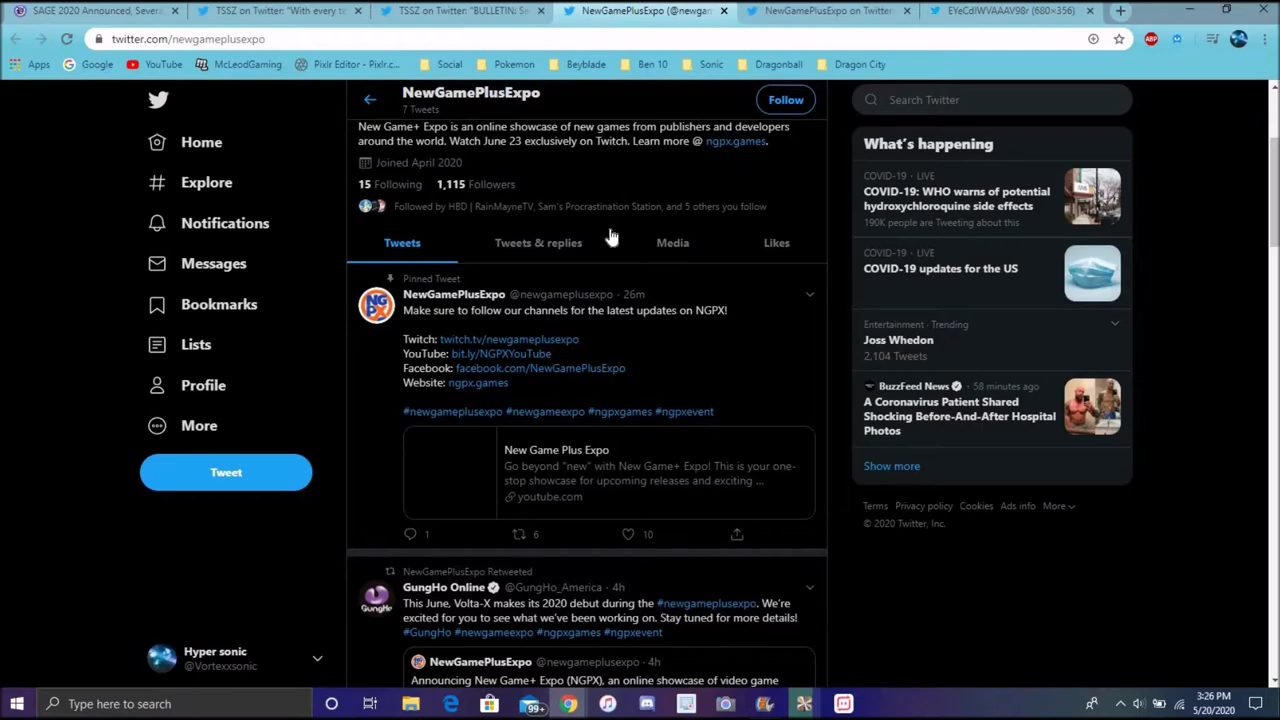 SAGE 2020 Announced, Severa
TSSZ on Twitter: "With every ta
TSSZ on Twitter: "BULLETIN: Se
NewGamePlusExpo (@newgam
NewGamePlusExpo on Twitter
EYeCdIWVAAAV98r (680×356)
twitter.com/newgameplusexpo
ABP
Apps
Google
YouTube
McLeodGaming
Pixlr Editor - Pixlr.c...
Social
Pokemon
Beyblade
Ben 10
Sonic
Dragonball
Dragon City
NewGamePlusExpo
7 Tweets
Follow
Search Twitter
Home
Explore
Notifications
Messages
Bookmarks
Lists
Profile
More
Tweet
Hyper sonic
@Vortexxsonic
New Game+ Expo is an online showcase of new games from publishers and developers
around the world. Watch June 23 exclusively on Twitch. Learn more @ ngpx.games.
Joined April 2020
15 Following 1,115 Followers
Followed by HBD | RainMayneTV, Sam's Procrastination Station, and 5 others you follow
Tweets
Tweets & replies
Media
Likes
Pinned Tweet
NG
PX
NewGamePlusExpo @newgameplusexpo · 26m
Make sure to follow our channels for the latest updates on NGPX!
Twitch: twitch.tv/newgameplusexpo
YouTube: bit.ly/NGPXYouTube
Facebook: facebook.com/NewGamePlusExpo
Website: ngpx.games
#newgameplusexpo #newgameexpo #ngpxgames #ngpxevent
New Game Plus Expo
Go beyond "new" with New Game+ Expo! This is your one-
stop showcase for upcoming releases and exciting ...
youtube.com
1
6
10
NewGamePlusExpo Retweeted
GungHo
GungHo Online @GungHo_America · 4h
This June, Volta-X makes its 2020 debut during the #newgameplusexpo. We're
excited for you to see what we've been working on. Stay tuned for more details!
#GungHo #newgameexpo #ngpxgames #ngpxevent
NewGamePlusExpo @newgameplusexpo · 4h
Announcing New Game+ Expo (NGPX), an online showcase of video game
What's happening
COVID-19 · LIVE
COVID-19: WHO warns of potential
hydroxychloroquine side effects
190K people are Tweeting about this
COVID-19 · LIVE
COVID-19 updates for the US
Entertainment · Trending
Joss Whedon
2,104 Tweets
BuzzFeed News · 58 minutes ago
A Coronavirus Patient Shared
Shocking Before-And-After Hospital
Photos
Show more
Terms Privacy policy Cookies Ads info More
© 2020 Twitter, Inc.
Type here to search
99+
3:26 PM
5/20/2020